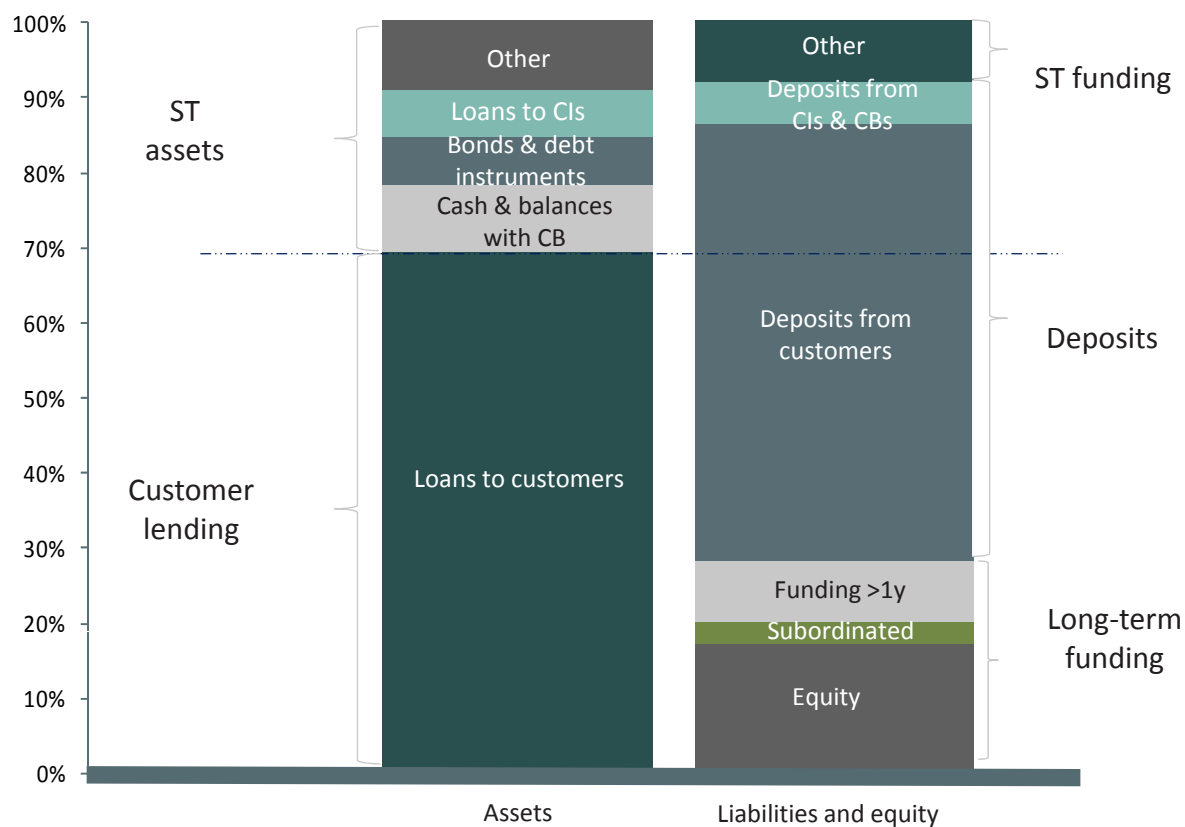 100%
90%
80%
70%
60%
50%
40%
30%
20%
10%
0%
ST
assets
Customer
lending
Other
Loans to CIs
Bonds & debt
instruments
Cash & balances
with CB
Loans to customers
Other
Deposits from
CIs & CBs
Deposits from
customers
Funding >1y
Subordinated
Equity
ST funding
Deposits
Long-term
funding
Assets
Liabilities and equity